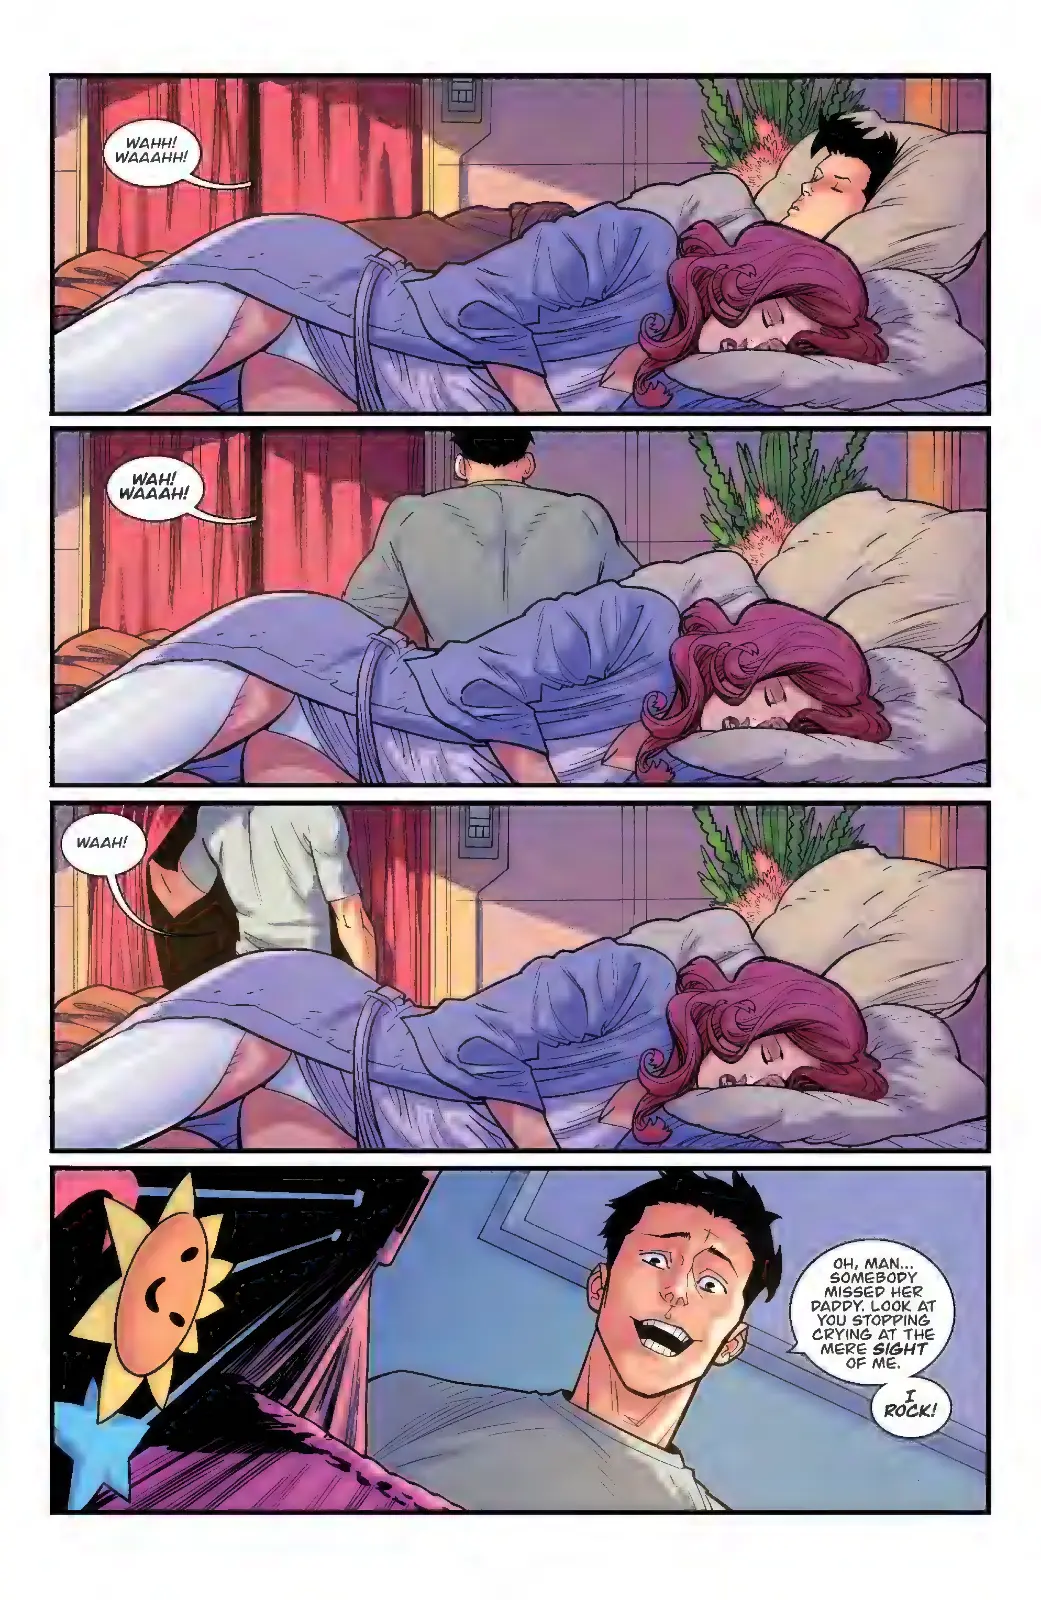 WAHH!
WAAAHH!
WAH!
WAAAH!
WAAH!
OH, MAN...
SOMEBODY
MISSED HER
DADDY. LOOK AT
YOU STOPPING
CRYING AT THE
MERE SIGHT
OF ME.
I
ROCK!